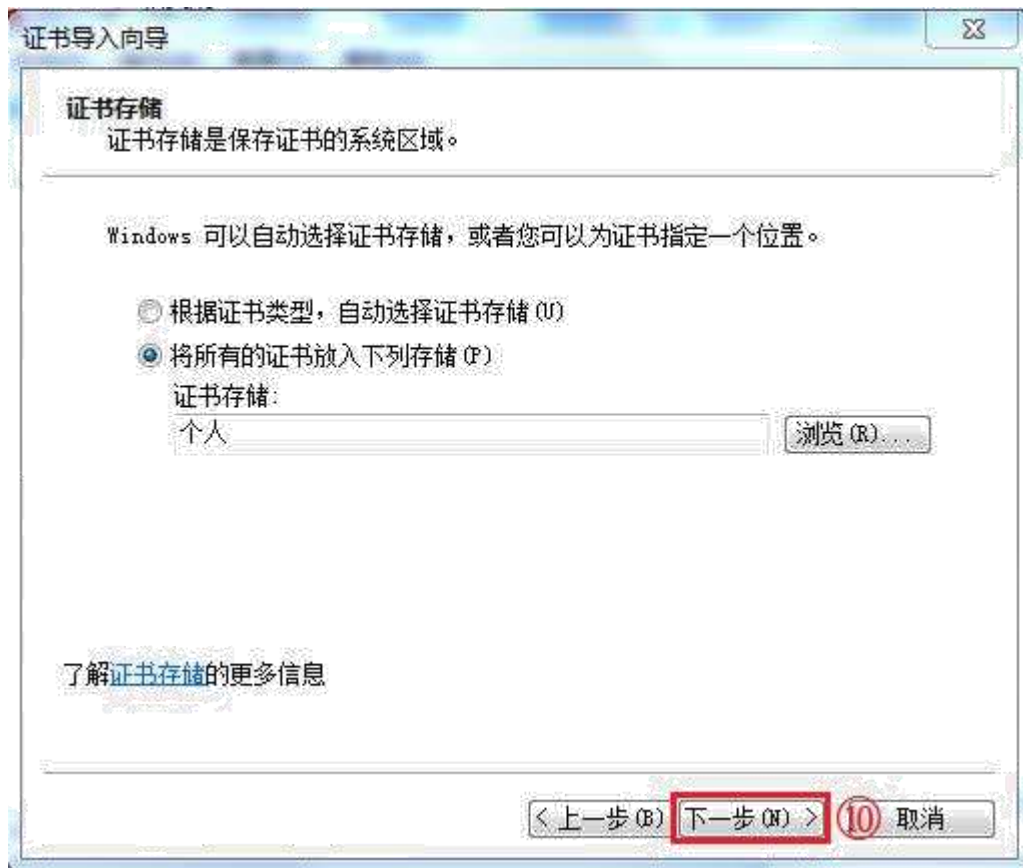 证书导入向导
证书存储
证书存储是保存证书的系统区域。
Windows 可以自动选择证书存储，或者您可以为证书指定一个位置。
根据证书类型，自动选择证书存储(U)
将所有的证书放入下列存储(P)
证书存储:
个人
浏览(R)...
了解证书存储的更多信息
< 上一步(B) 下一步(N) > ⑩ 取消